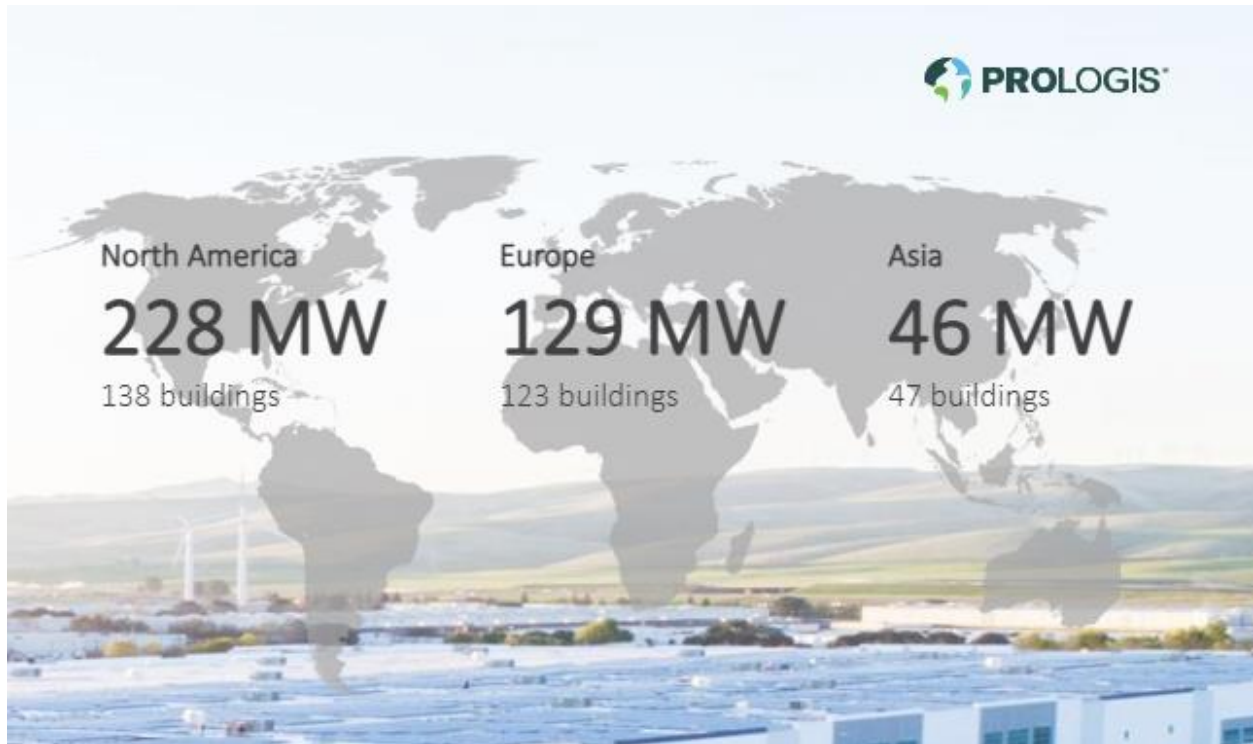 PROLOGIS®
North America
228 MW
138 buildings
Europe
129 MW
123 buildings
Asia
46 MW
47 buildings